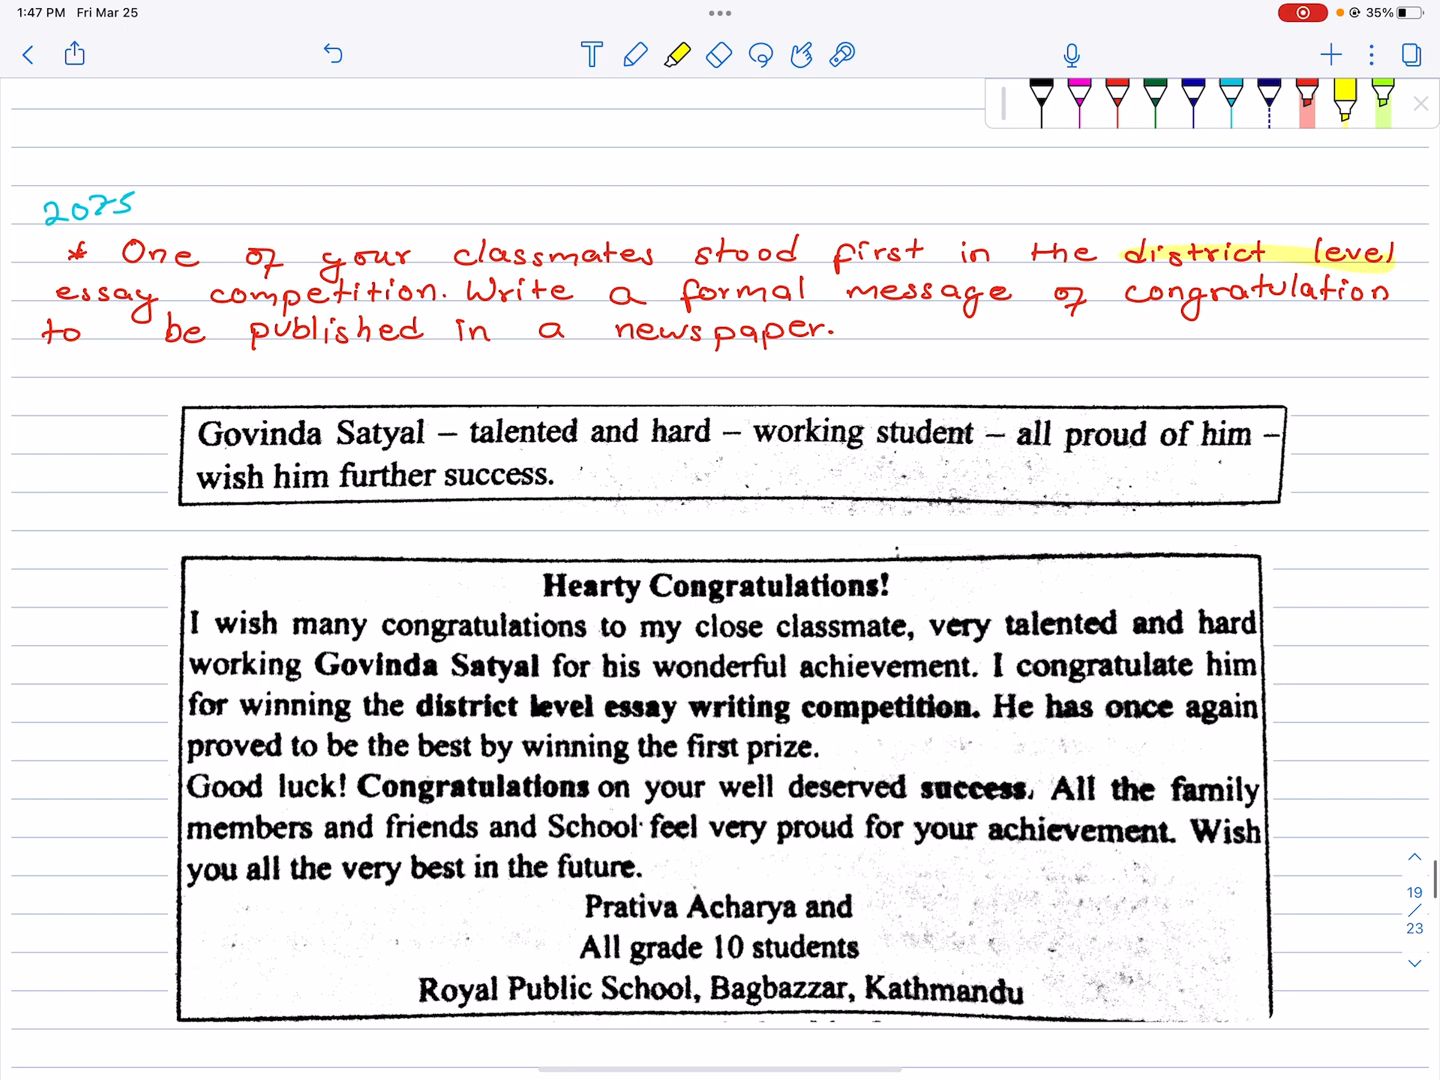 1:47 PM Fri Mar 25
35%
2075
* One of your classmates stood first in the district level
essay competition. Write a formal message of congratulation
to be published in a newspaper.
Govinda Satyal – talented and hard – working student – all proud of him –
wish him further success.
Hearty Congratulations!
I wish many congratulations to my close classmate, very talented and hard
working Govinda Satyal for his wonderful achievement. I congratulate him
for winning the district level essay writing competition. He has once again
proved to be the best by winning the first prize.
Good luck! Congratulations on your well deserved success. All the family
members and friends and School feel very proud for your achievement. Wish
you all the very best in the future.
Prativa Acharya and
All grade 10 students
Royal Public School, Bagbazzar, Kathmandu
19
/
23